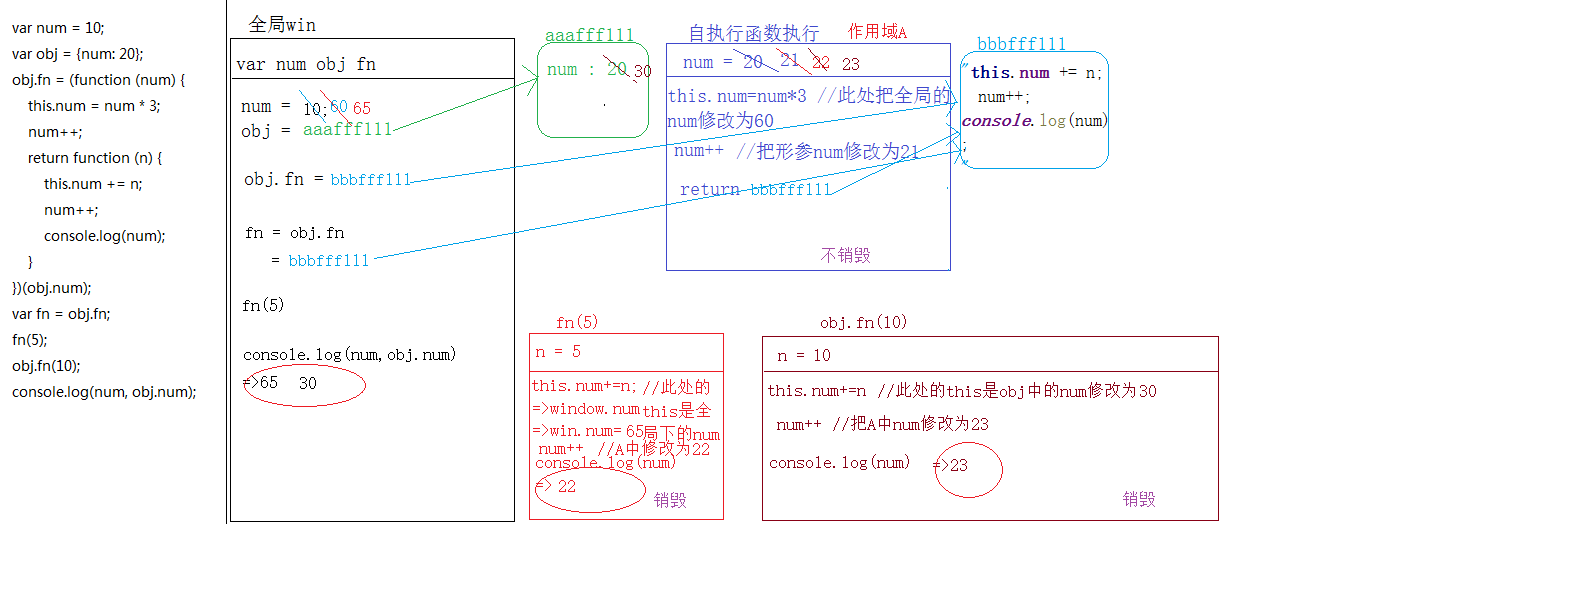 var num = 10;
var obj = {num: 20};
obj.fn = (function (num) {
this.num = num * 3;
num++;
return function (n) {
this.num += n;
num++;
console.log(num);
}
})(obj.num);
var fn = obj.fn;
fn(5);
obj.fn(10);
console.log(num, obj.num);
全局win
var num obj fn
num = 10; 60 65
obj = aaafff111
obj.fn = bbbfff111
fn = obj.fn
= bbbfff111
fn(5)
console.log(num,obj.num)
=>65 30
aaafff111
num : 20 30
自执行函数执行 作用域A
num = 20 21 22 23
this.num=num*3 //此处把全局的
num修改为60
num++ //把形参num修改为21
return bbbfff111
不销毁
bbbfff111
"this.num += n;
num++;
console.log(num)
;
"
fn(5)
n = 5
this.num+=n; //此处的
=>window.num this是全
=>win.num= 65 局下的num
num++ //A中修改为22
console.log(num)
=> 22
销毁
obj.fn(10)
n = 10
this.num+=n //此处的this是obj中的num修改为30
num++ //把A中num修改为23
console.log(num) =>23
销毁